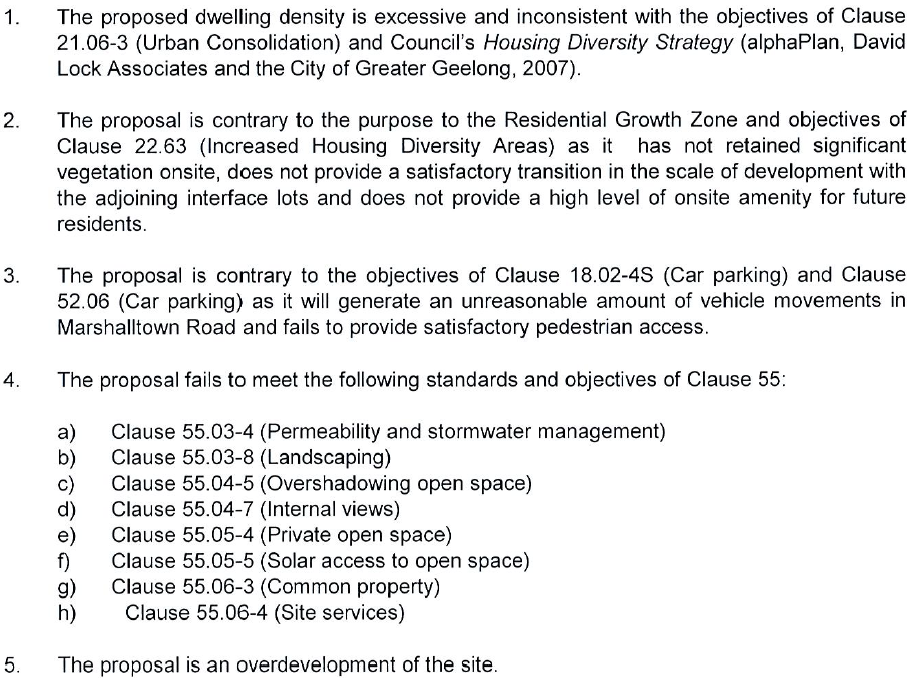 1. The proposed dwelling density is excessive and inconsistent with the objectives of Clause
21.06-3 (Urban Consolidation) and Council's Housing Diversity Strategy (alphaPlan, David
Lock Associates and the City of Greater Geelong, 2007).
2. The proposal is contrary to the purpose to the Residential Growth Zone and objectives of
Clause 22.63 (Increased Housing Diversity Areas) as it has not retained significant
vegetation onsite, does not provide a satisfactory transition in the scale of development with
the adjoining interface lots and does not provide a high level of onsite amenity for future
residents.
3. The proposal is contrary to the objectives of Clause 18.02-4S (Car parking) and Clause
52.06 (Car parking) as it will generate an unreasonable amount of vehicle movements in
Marshalltown Road and fails to provide satisfactory pedestrian access.
4. The proposal fails to meet the following standards and objectives of Clause 55:
a) Clause 55.03-4 (Permeability and stormwater management)
b) Clause 55.03-8 (Landscaping)
c) Clause 55.04-5 (Overshadowing open space)
d) Clause 55.04-7 (Internal views)
e) Clause 55.05-4 (Private open space)
f) Clause 55.05-5 (Solar access to open space)
g) Clause 55.06-3 (Common property)
h) Clause 55.06-4 (Site services)
5. The proposal is an overdevelopment of the site.